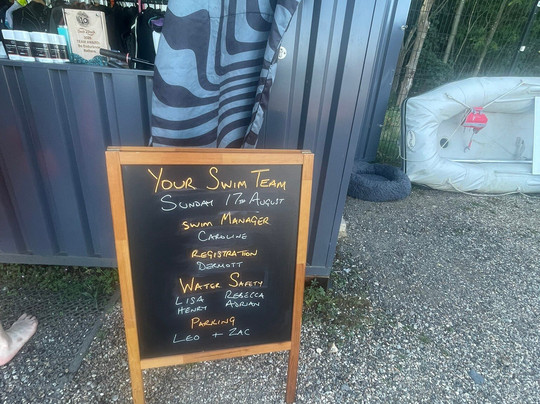 Your Swim Team
Sunday 17th August
Swim Manager
Caroline
Registration
Dermott
Water Safety
Lisa Rebecca
Henry Adrian
Parking
Leo + Zac